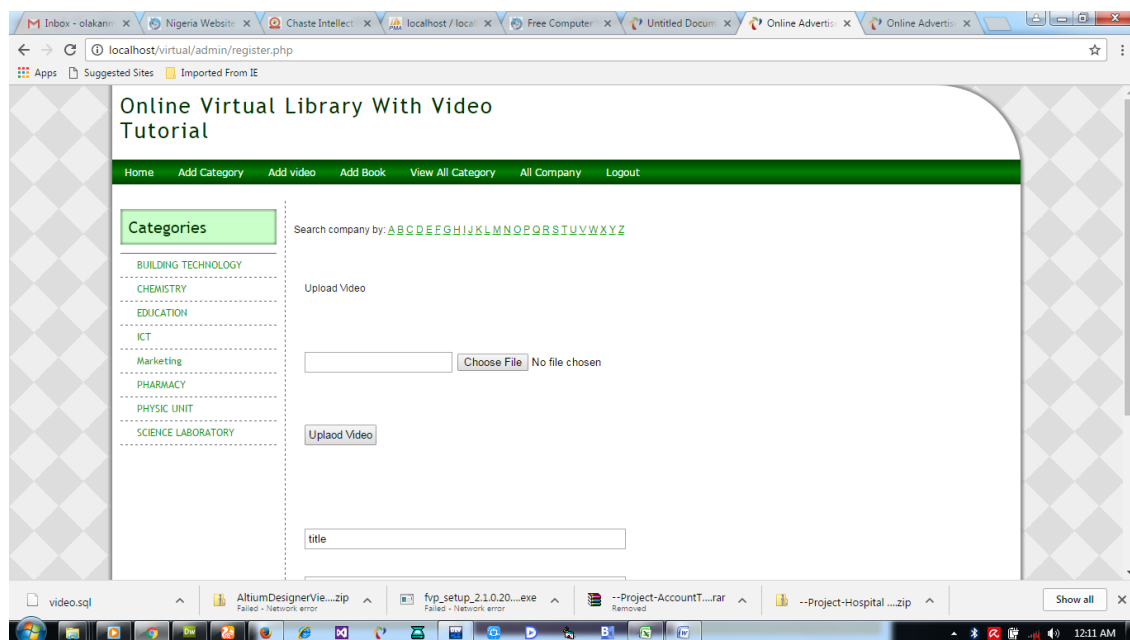 Inbox - olakann
Nigeria Website
Chaste Intellect
localhost / local
Free Computer
Untitled Docum
Online Advertis
Online Advertis
localhost/virtual/admin/register.php
Apps Suggested Sites Imported From IE
Online Virtual Library With Video
Tutorial
Home Add Category Add video Add Book View All Category All Company Logout
Categories
BUILDING TECHNOLOGY
CHEMISTRY
EDUCATION
ICT
Marketing
PHARMACY
PHYSIC UNIT
SCIENCE LABORATORY
Search company by: A B C D E F G H I J K L M N O P Q R S T U V W X Y Z
Upload Video
Choose File No file chosen
Uplaod Video
title
video.sql
AltiumDesignerVie....zip
Failed - Network error
fvp_setup_2.1.0.20....exe
Failed - Network error
--Project-AccountT....rar
Removed
--Project-Hospital ....zip
Show all
12:11 AM